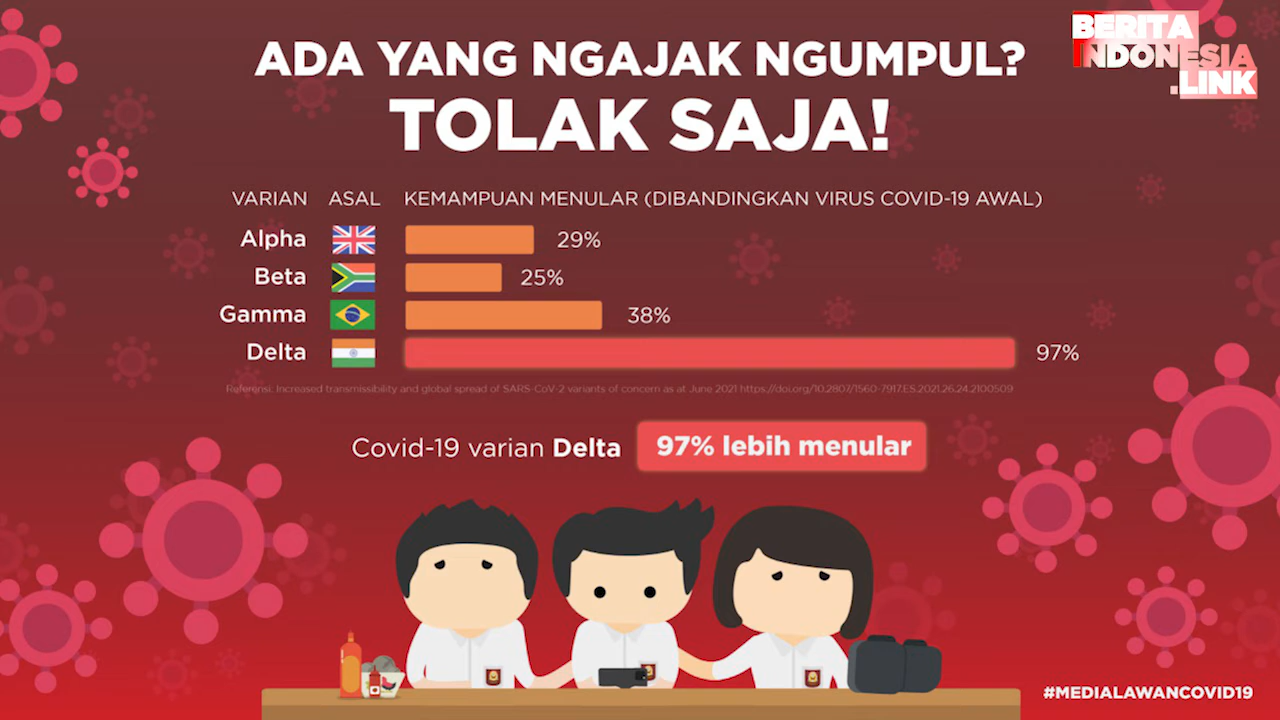 BERITA
INDONESIA
.LINK
ADA YANG NGAJAK NGUMPUL?
TOLAK SAJA!
VARIAN ASAL KEMAMPUAN MENULAR (DIBANDINGKAN VIRUS COVID-19 AWAL)
Alpha 29%
Beta 25%
Gamma 38%
Delta 97%
Referensi: Increased transmissibility and global spread of SARS-CoV-2 variants of concern as at June 2021 https://doi.org/10.2807/1560-7917.ES.2021.26.24.2100509
Covid-19 varian Delta 97% lebih menular
#MEDIALAWANCOVID19